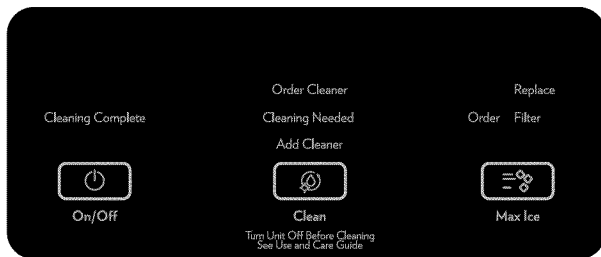 Order Cleaner
Replace
Cleaning Complete
Cleaning Needed
Order Filter
Add Cleaner
On/Off
Clean
Max Ice
Turn Unit Off Before Cleaning
See Use and Care Guide